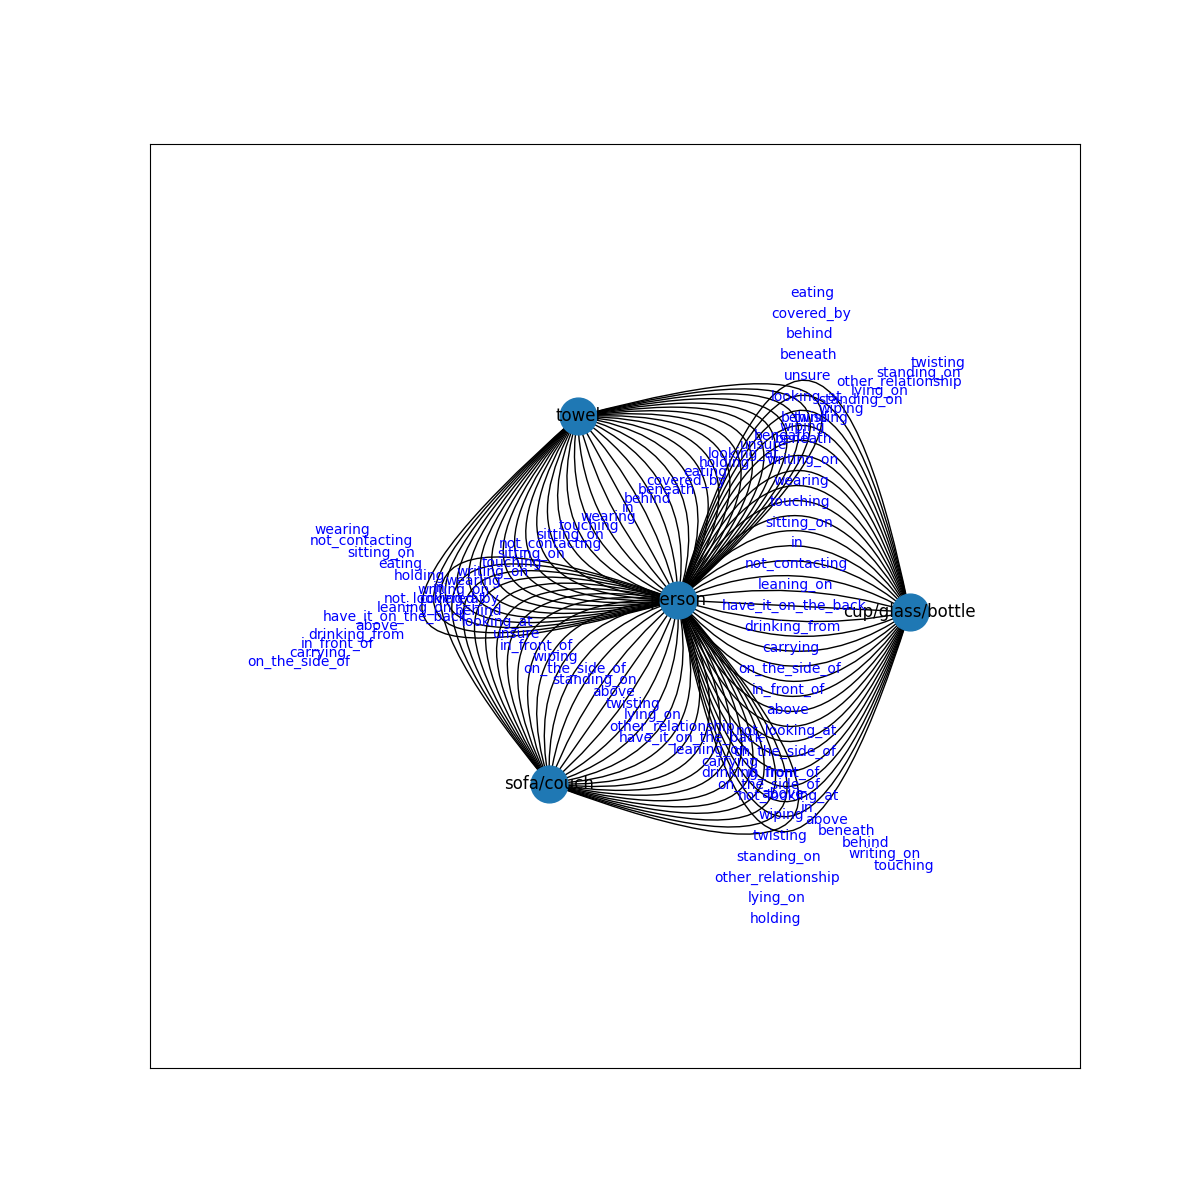 eating
covered_by
behind
beneath
twisting
standing_on
unsure
other_relationship
lying_on
looking_at
standing_on
wiping
towel
twisting
wiping
beneath
beneath
unsure
looking_at
writing_on
holding
eating
covered_by
wearing
beneath
behind
touching
in
wearing
sitting_on
touching
wearing
sitting_on
not_contacting
in
not_contacting
sitting_on
sitting_on
eating
touching
not_contacting
writing_on
holding
wearing
leaning_on
writing_on
covered_by
person
have_it_on_the_back
leaning_on
behind
cup/glass/bottle
have_it_on_the_back
looking_at
above
drinking_from
drinking_from
unsure
in_front_of
in_front_of
carrying
carrying
wiping
on_the_side_of
on_the_side_of
on_the_side_of
standing_on
in_front_of
above
twisting
above
lying_on
other_relationship
not_looking_at
have_it_on_the_back
leaning_on
on_the_side_of
carrying
drinking_from
in_front_of
sofa/couch
on_the_side_of
above
not_looking_at
in
wiping
above
beneath
twisting
behind
writing_on
standing_on
touching
other_relationship
lying_on
holding